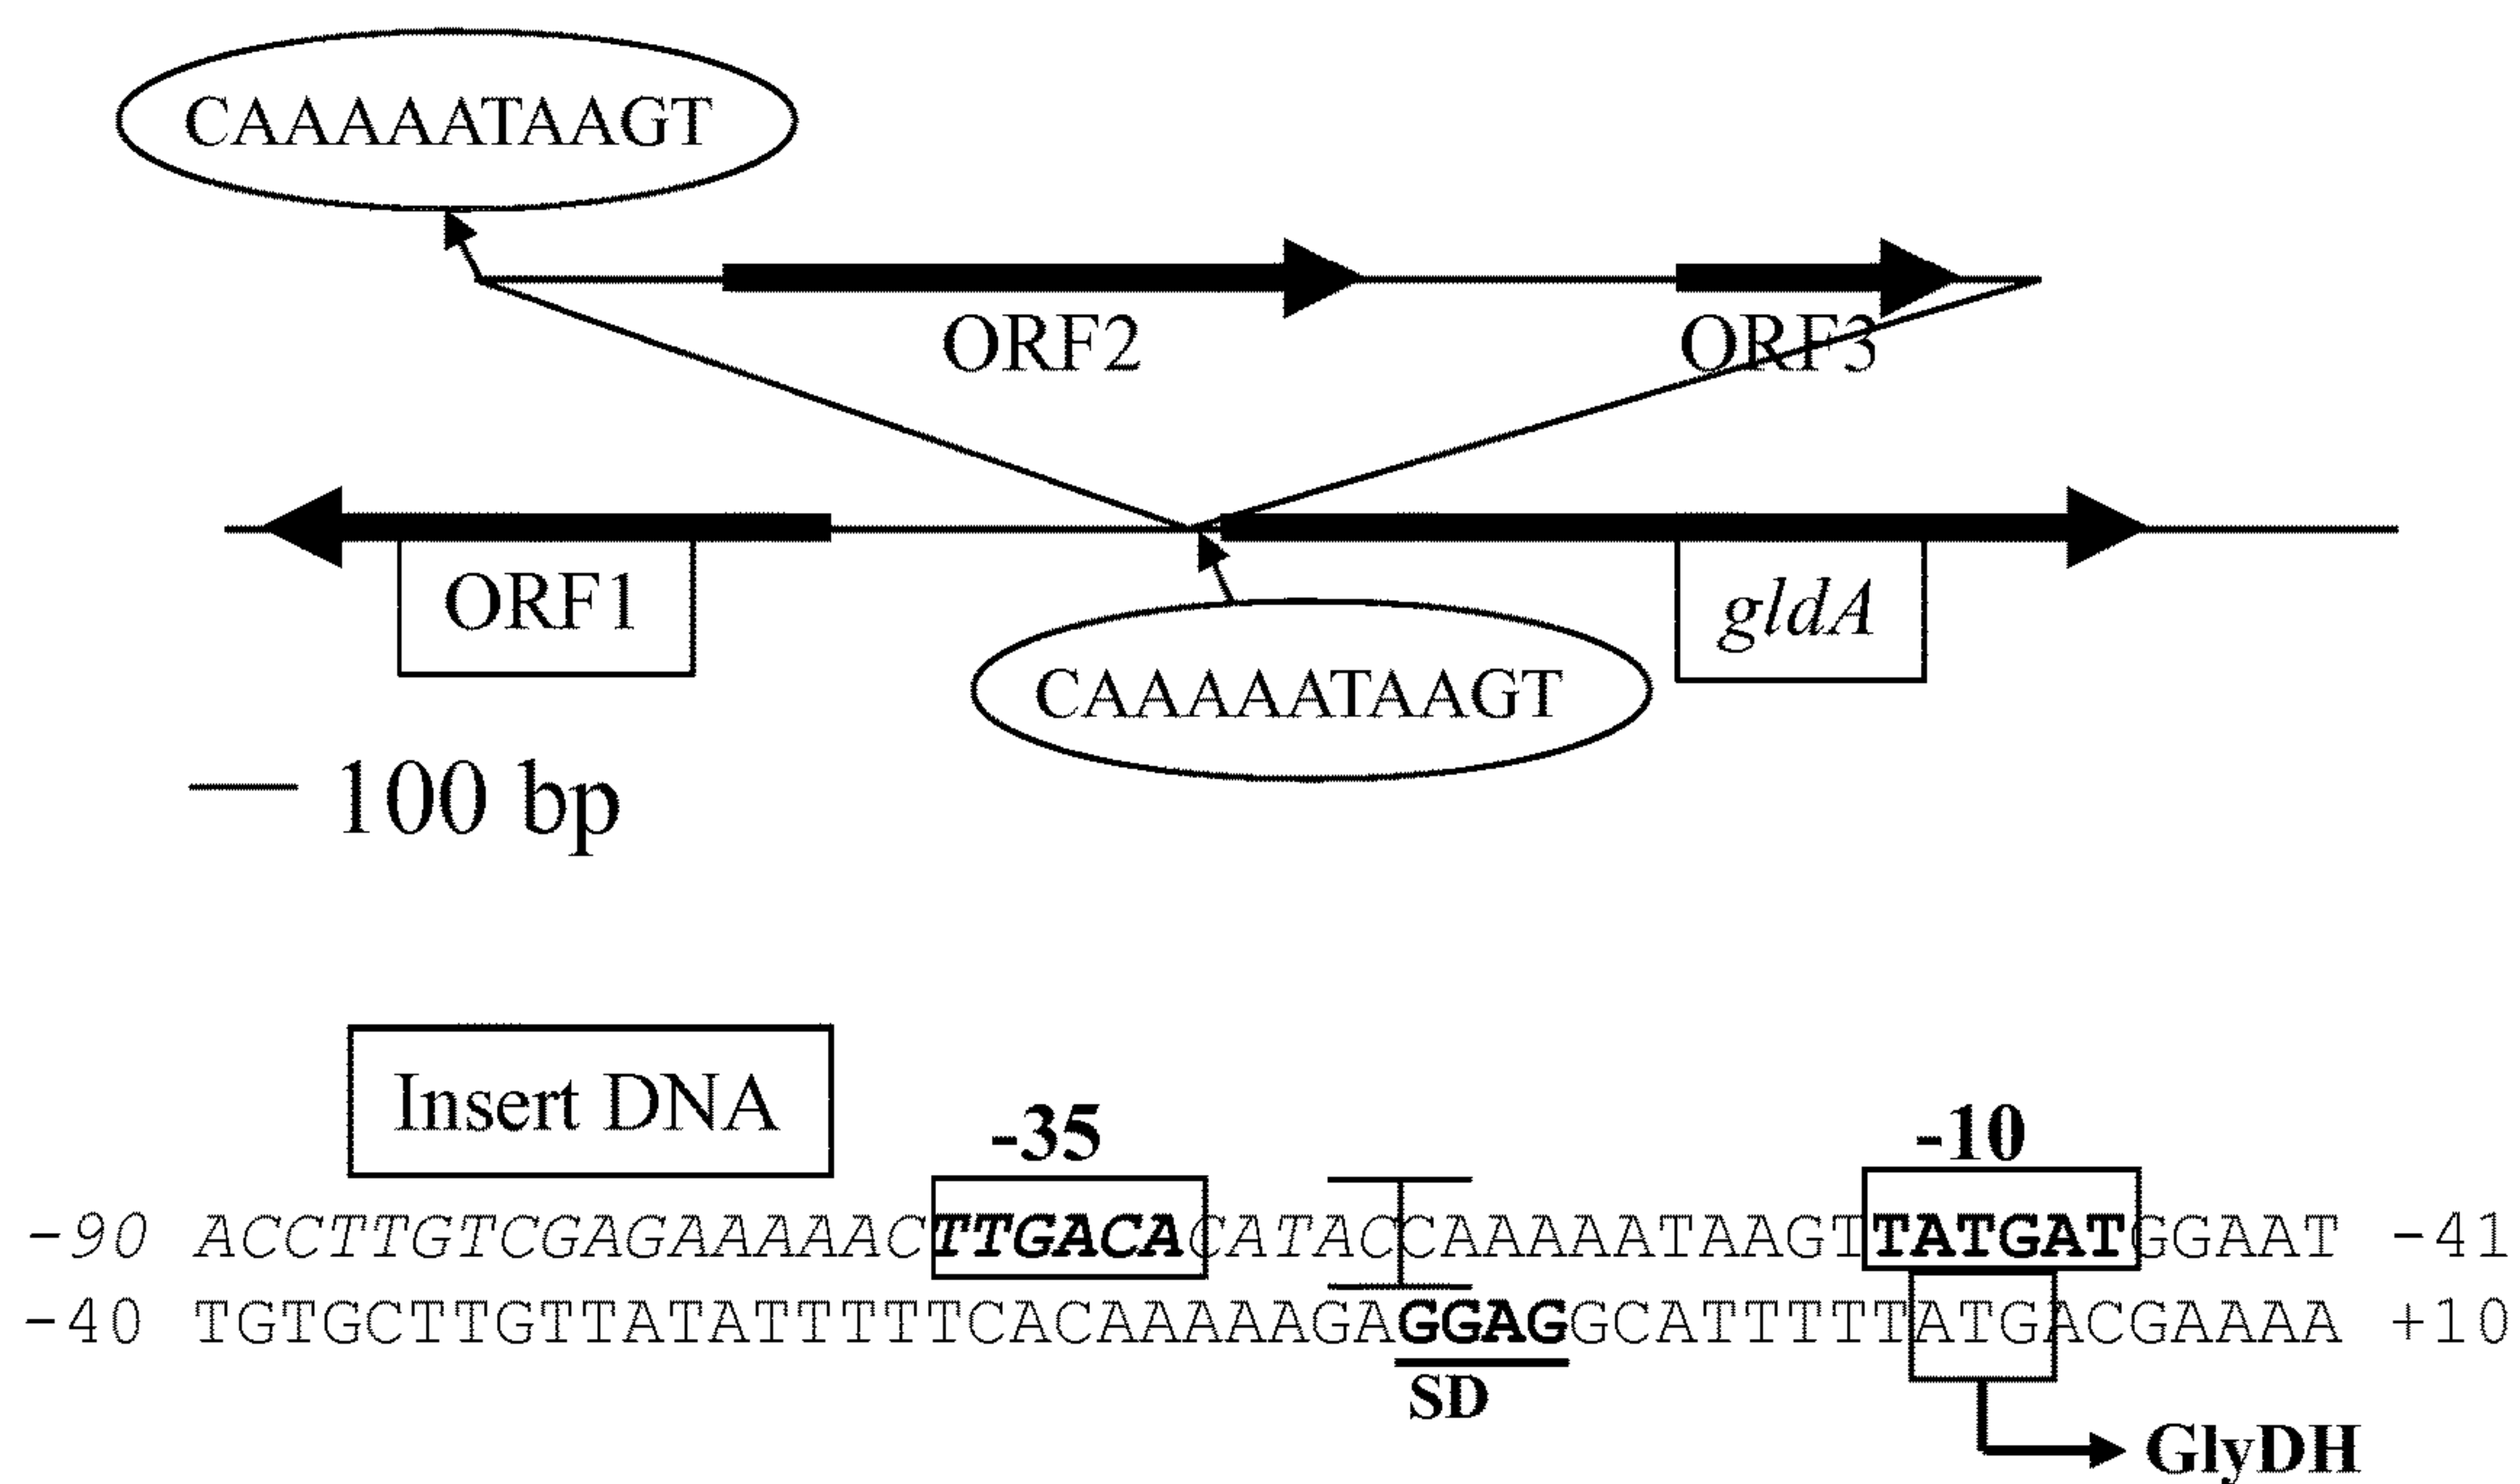 CAAAAATAAGT
ORF2 ORF3
ORF1 gldA
CAAAAATAAGT
100 bp
Insert DNA
-35 -10
-90 ACCTTGTCGAGAAAAACTTGACACATACCAAAAATAAGTTATGATGGAAT -41
-40 TGTGCTTGTTATATTTTTCACAAAAAGAGGAGGCATTTTTATGACGAAAA +10
SD
GlyDH